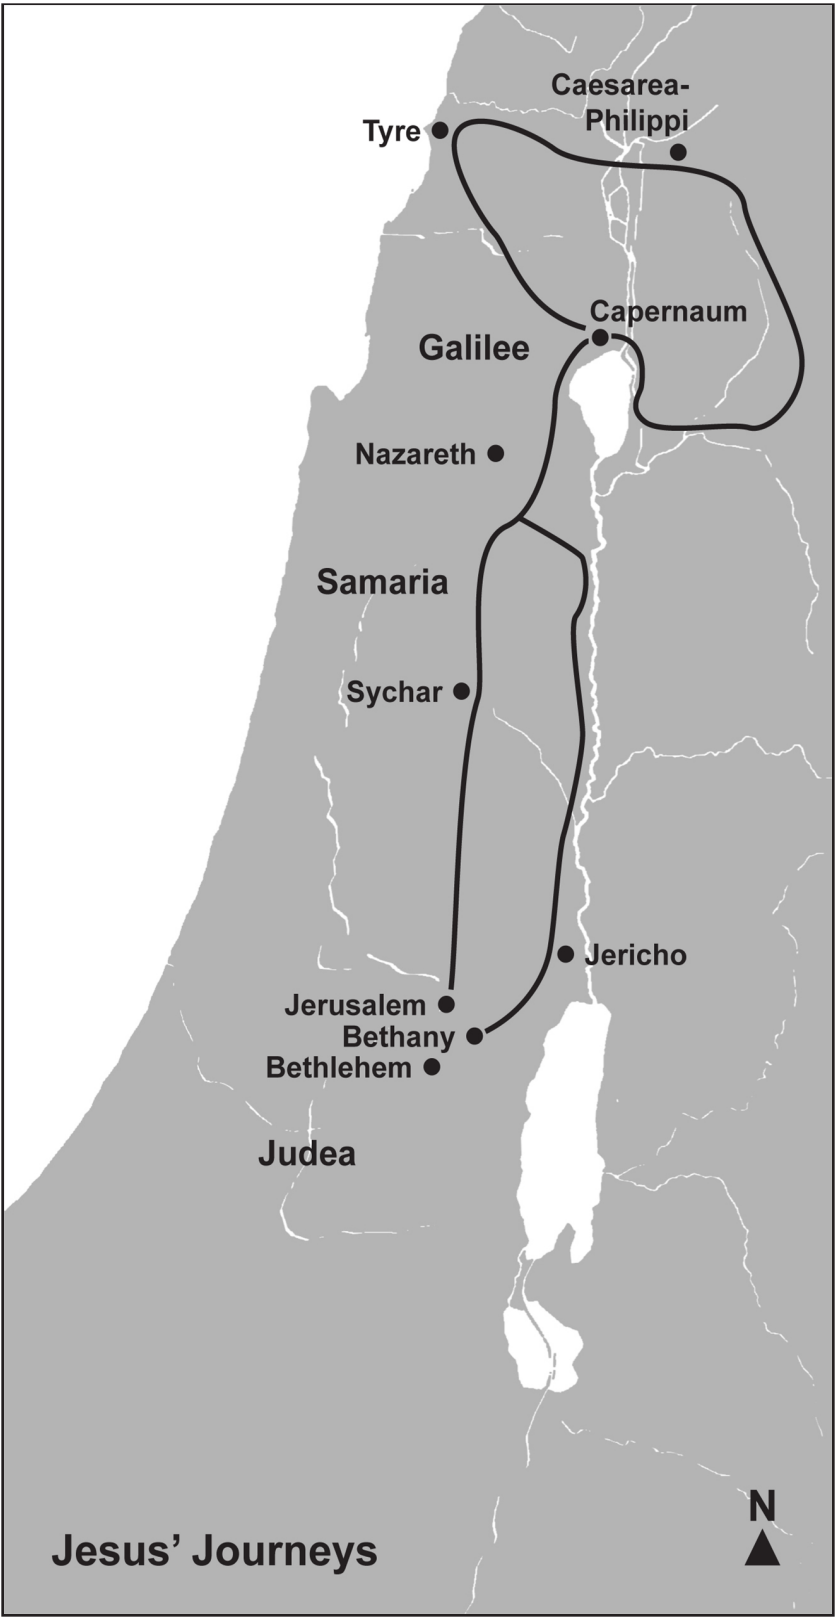 Caesarea-
Philippi
Tyre
Capernaum
Galilee
Nazareth
Samaria
Sychar
Jericho
Jerusalem
Bethany
Bethlehem
Judea
N
Jesus’ Journeys